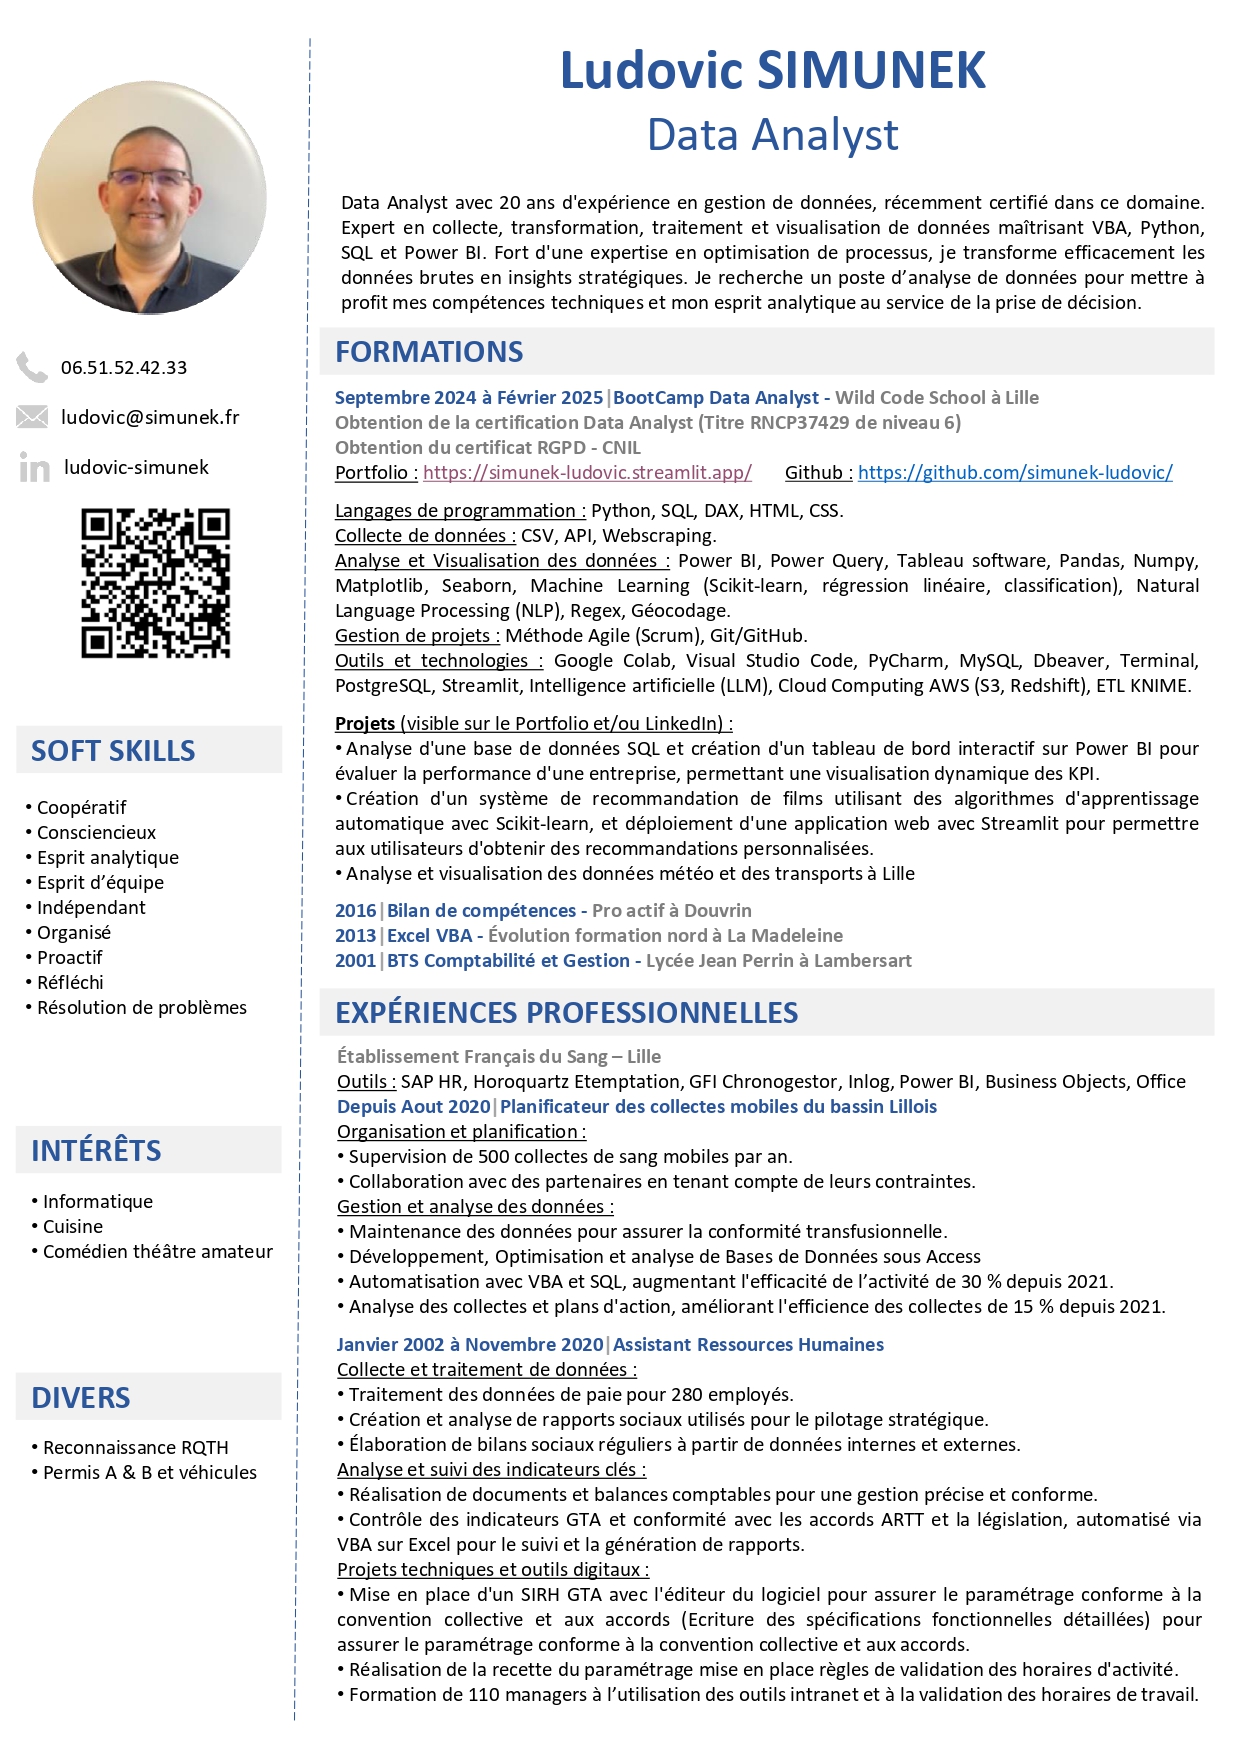 Ludovic SIMUNEK
Data Analyst
Data Analyst avec 20 ans d'expérience en gestion de données, récemment certifié dans ce domaine.
Expert en collecte, transformation, traitement et visualisation de données maîtrisant VBA, Python,
SQL et Power BI. Fort d'une expertise en optimisation de processus, je transforme efficacement les
données brutes en insights stratégiques. Je recherche un poste d’analyse de données pour mettre à
profit mes compétences techniques et mon esprit analytique au service de la prise de décision.
06.51.52.42.33
ludovic@simunek.fr
in ludovic-simunek
SOFT SKILLS
• Coopératif
• Consciencieux
• Esprit analytique
• Esprit d’équipe
• Indépendant
• Organisé
• Proactif
• Réfléchi
• Résolution de problèmes
INTÉRÊTS
• Informatique
• Cuisine
• Comédien théâtre amateur
DIVERS
• Reconnaissance RQTH
• Permis A & B et véhicules
FORMATIONS
Septembre 2024 à Février 2025|BootCamp Data Analyst - Wild Code School à Lille
Obtention de la certification Data Analyst (Titre RNCP37429 de niveau 6)
Obtention du certificat RGPD - CNIL
Portfolio : https://simunek-ludovic.streamlit.app/ Github : https://github.com/simunek-ludovic/
Langages de programmation : Python, SQL, DAX, HTML, CSS.
Collecte de données : CSV, API, Webscraping.
Analyse et Visualisation des données : Power BI, Power Query, Tableau software, Pandas, Numpy,
Matplotlib, Seaborn, Machine Learning (Scikit-learn, régression linéaire, classification), Natural
Language Processing (NLP), Regex, Géocodage.
Gestion de projets : Méthode Agile (Scrum), Git/GitHub.
Outils et technologies : Google Colab, Visual Studio Code, PyCharm, MySQL, Dbeaver, Terminal,
PostgreSQL, Streamlit, Intelligence artificielle (LLM), Cloud Computing AWS (S3, Redshift), ETL KNIME.
Projets (visible sur le Portfolio et/ou LinkedIn) :
• Analyse d'une base de données SQL et création d'un tableau de bord interactif sur Power BI pour
évaluer la performance d'une entreprise, permettant une visualisation dynamique des KPI.
• Création d'un système de recommandation de films utilisant des algorithmes d'apprentissage
automatique avec Scikit-learn, et déploiement d'une application web avec Streamlit pour permettre
aux utilisateurs d'obtenir des recommandations personnalisées.
• Analyse et visualisation des données météo et des transports à Lille
2016|Bilan de compétences - Pro actif à Douvrin
2013|Excel VBA - Évolution formation nord à La Madeleine
2001|BTS Comptabilité et Gestion - Lycée Jean Perrin à Lambersart
EXPÉRIENCES PROFESSIONNELLES
Établissement Français du Sang – Lille
Outils : SAP HR, Horoquartz Etemptation, GFI Chronogestor, Inlog, Power BI, Business Objects, Office
Depuis Aout 2020|Planificateur des collectes mobiles du bassin Lillois
Organisation et planification :
• Supervision de 500 collectes de sang mobiles par an.
• Collaboration avec des partenaires en tenant compte de leurs contraintes.
Gestion et analyse des données :
• Maintenance des données pour assurer la conformité transfusionnelle.
• Développement, Optimisation et analyse de Bases de Données sous Access
• Automatisation avec VBA et SQL, augmentant l'efficacité de l’activité de 30 % depuis 2021.
• Analyse des collectes et plans d'action, améliorant l'efficience des collectes de 15 % depuis 2021.
Janvier 2002 à Novembre 2020|Assistant Ressources Humaines
Collecte et traitement de données :
• Traitement des données de paie pour 280 employés.
• Création et analyse de rapports sociaux utilisés pour le pilotage stratégique.
• Élaboration de bilans sociaux réguliers à partir de données internes et externes.
Analyse et suivi des indicateurs clés :
• Réalisation de documents et balances comptables pour une gestion précise et conforme.
• Contrôle des indicateurs GTA et conformité avec les accords ARTT et la législation, automatisé via
VBA sur Excel pour le suivi et la génération de rapports.
Projets techniques et outils digitaux :
• Mise en place d'un SIRH GTA avec l'éditeur du logiciel pour assurer le paramétrage conforme à la
convention collective et aux accords (Ecriture des spécifications fonctionnelles détaillées) pour
assurer le paramétrage conforme à la convention collective et aux accords.
• Réalisation de la recette du paramétrage mise en place règles de validation des horaires d'activité.
• Formation de 110 managers à l’utilisation des outils intranet et à la validation des horaires de travail.